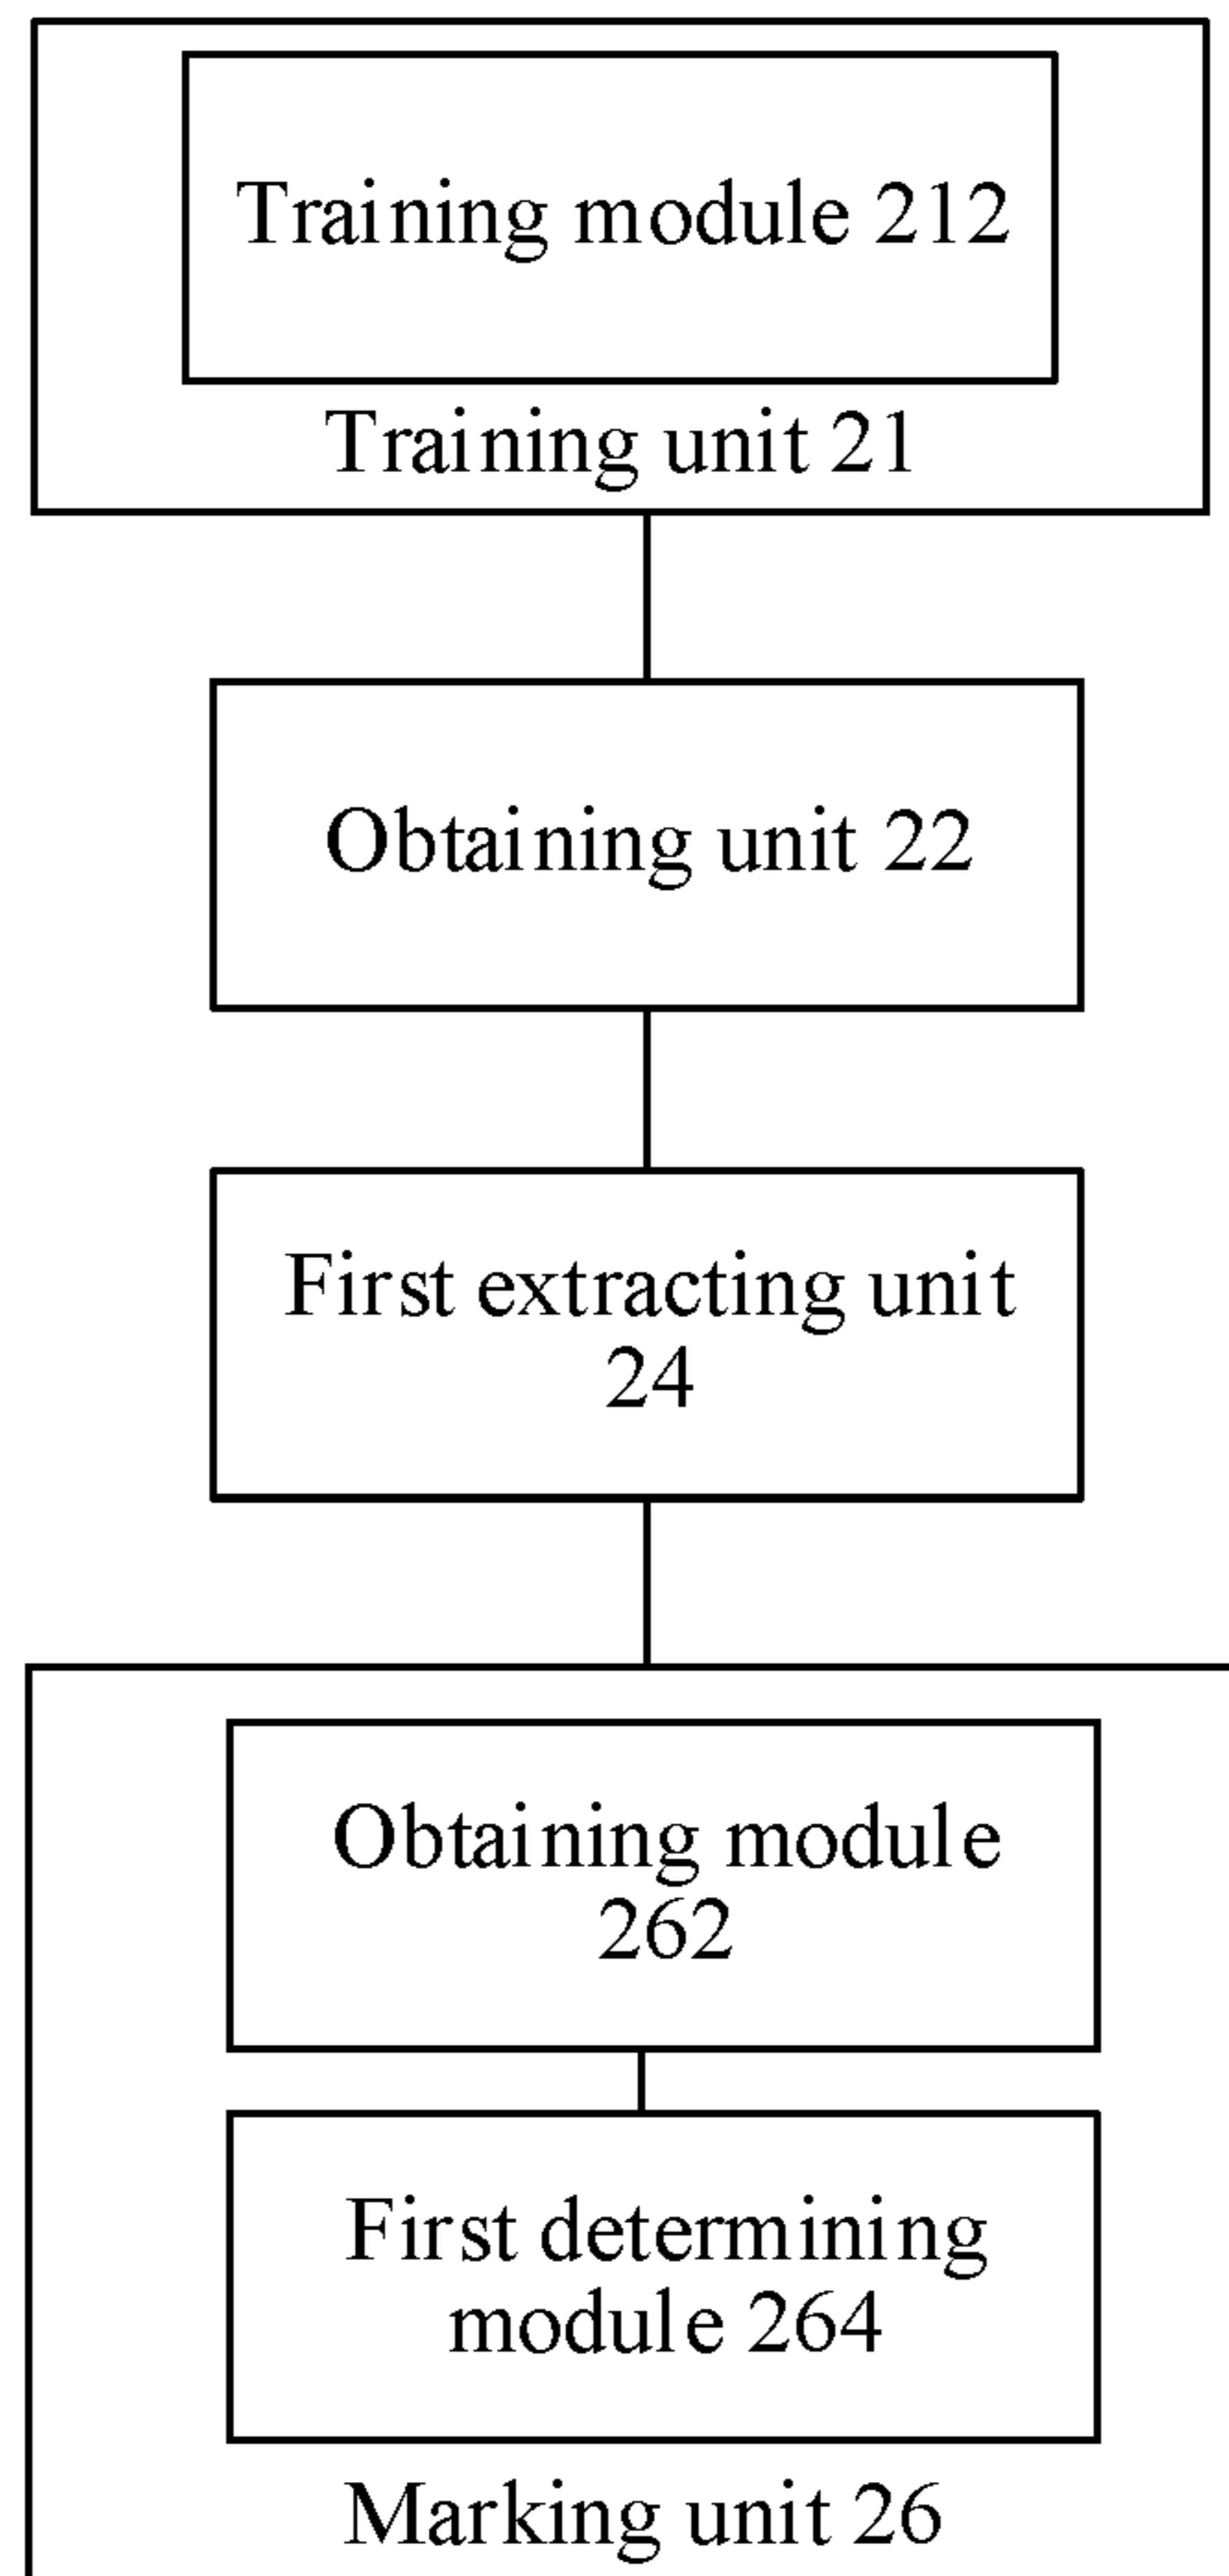 Training module 212
Training unit 21
Obtaining unit 22
First extracting unit
24
Obtaining module
262
First determining
module 264
Marking unit 26